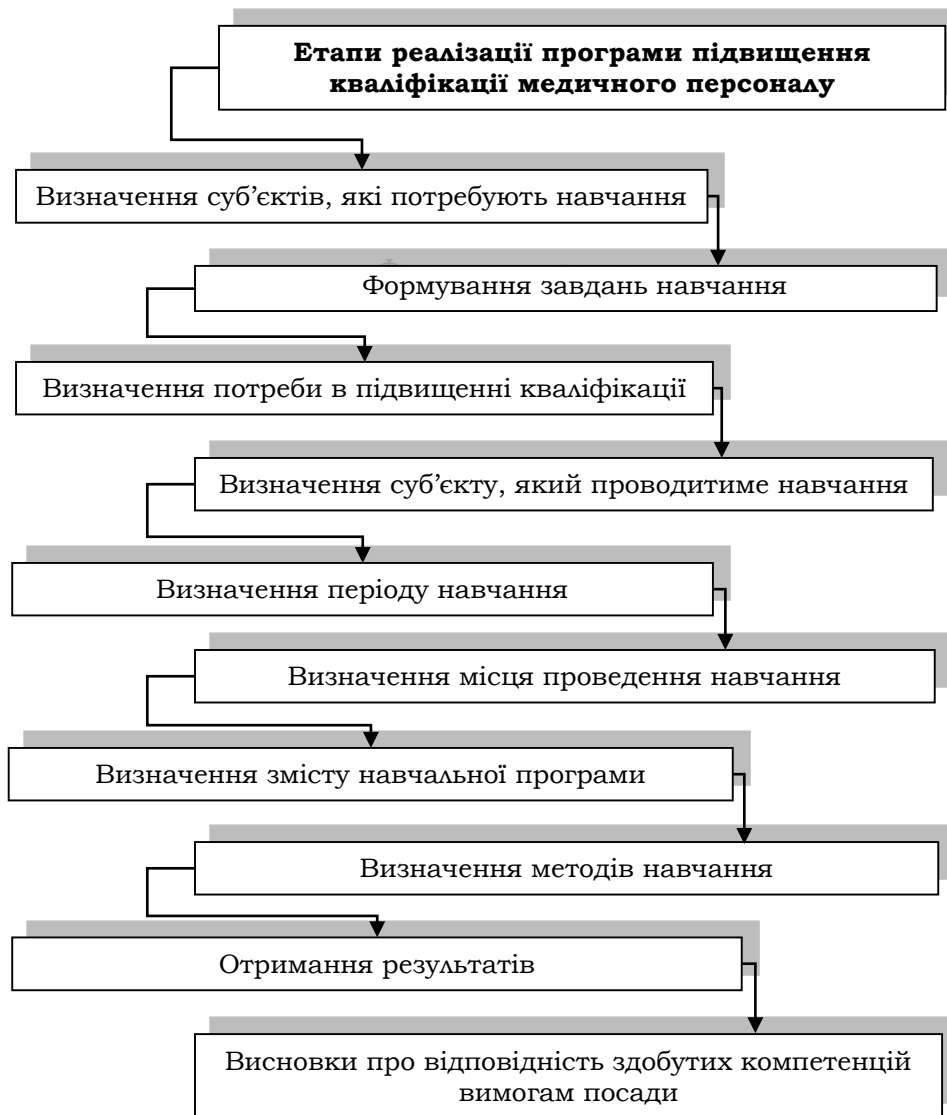 Етапи реалізації програми підвищення
кваліфікації медичного персоналу
Визначення суб’єктів, які потребують навчання
Формування завдань навчання
Визначення потреби в підвищенні кваліфікації
Визначення суб’єкту, який проводитиме навчання
Визначення періоду навчання
Визначення місця проведення навчання
Визначення змісту навчальної програми
Визначення методів навчання
Отримання результатів
Висновки про відповідність здобутих компетенцій
вимогам посади